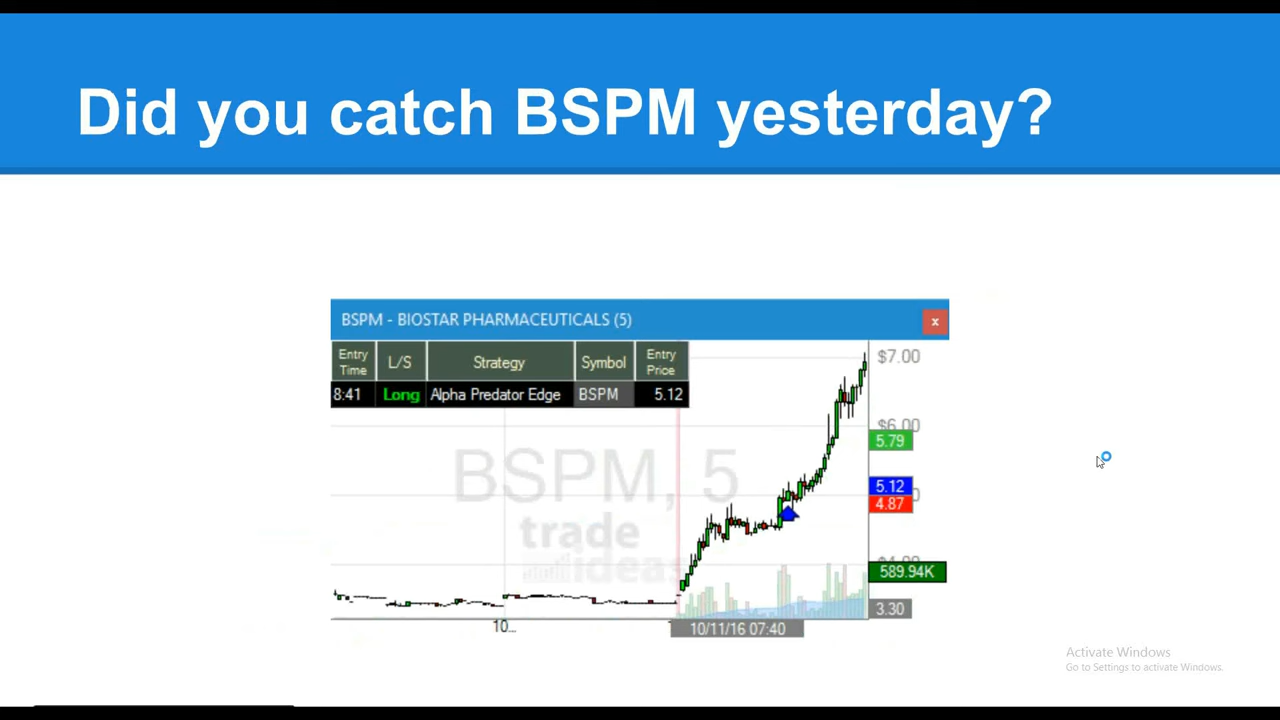 Did you catch BSPM yesterday?
BSPM - BIOSTAR PHARMACEUTICALS (5)
x
Entry Time L/S Strategy Symbol Entry Price
8:41 Long Alpha Predator Edge BSPM 5.12
$7.00
$6.00
5.79
BSPM, 5
5.12
4.87
trade
ideas
589.94K
3.30
10...
10/11/16 07:40
Activate Windows
Go to Settings to activate Windows.